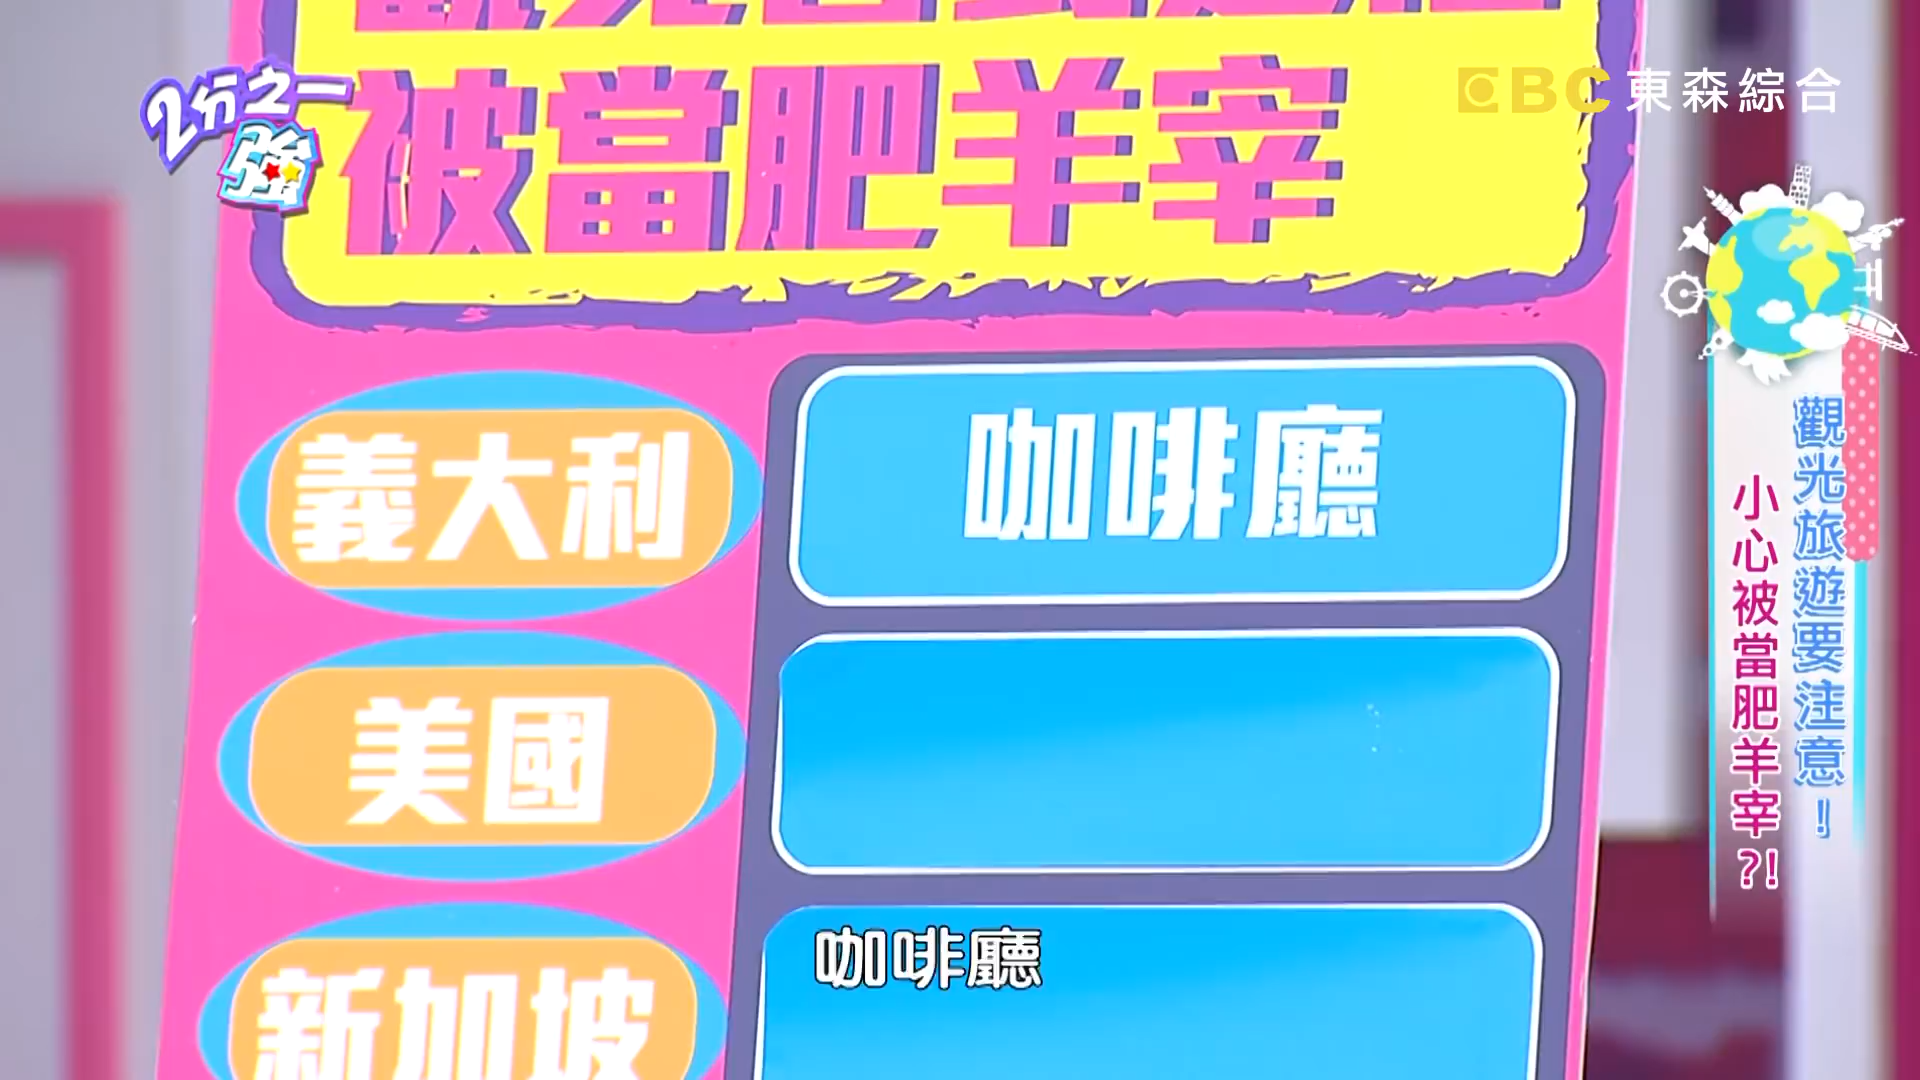 被當肥羊宰
2分之一強
EBC 東森綜合
義大利
咖啡廳
美國
新加坡
觀光旅遊要注意！
小心被當肥羊宰?!
咖啡廳